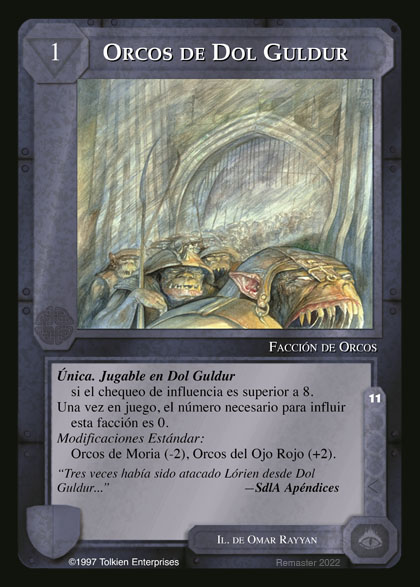 1
ORCOS DE DOL GULDUR
FACCIÓN DE ORCOS
Única. Jugable en Dol Guldur
si el chequeo de influencia es superior a 8.
Una vez en juego, el número necesario para influir
esta facción es 0.
Modificaciones Estándar:
Orcos de Moria (-2), Orcos del Ojo Rojo (+2).
“Tres veces había sido atacado Lórien desde Dol
Guldur...” —SdlA Apéndices
11
IL. DE OMAR RAYYAN
©1997 Tolkien Enterprises
Remaster 2022